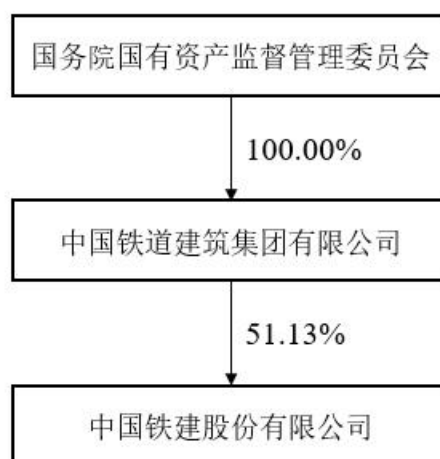 国务院国有资产监督管理委员会
100.00%
中国铁道建筑集团有限公司
51.13%
中国铁建股份有限公司